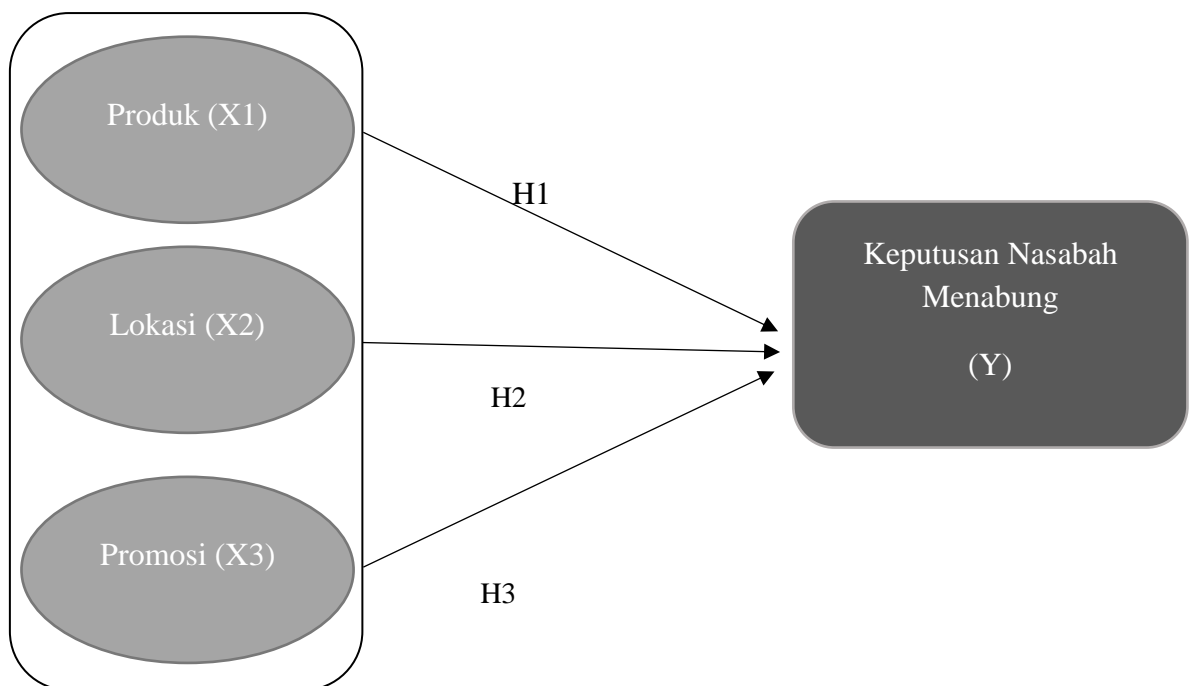 Produk (X1)
H1
Keputusan Nasabah
Menabung
(Y)
Lokasi (X2)
H2
Promosi (X3)
H3